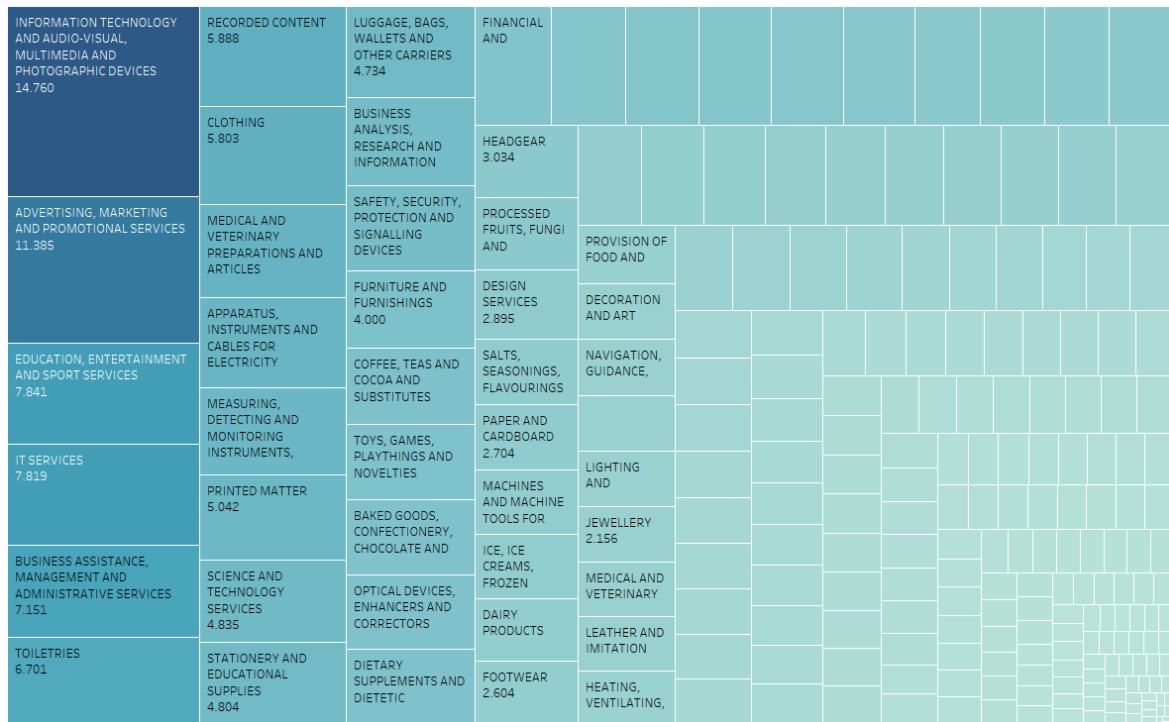 INFORMATION TECHNOLOGY
AND AUDIO-VISUAL,
MULTIMEDIA AND
PHOTOGRAPHIC DEVICES
14.760
ADVERTISING, MARKETING
AND PROMOTIONAL SERVICES
11.385
EDUCATION, ENTERTAINMENT
AND SPORT SERVICES
7.841
IT SERVICES
7.819
BUSINESS ASSISTANCE,
MANAGEMENT AND
ADMINISTRATIVE SERVICES
7.151
TOILETRIES
6.701
RECORDED CONTENT
5.888
CLOTHING
5.803
MEDICAL AND
VETERINARY
PREPARATIONS AND
ARTICLES
APPARATUS,
INSTRUMENTS AND
CABLES FOR
ELECTRICITY
MEASURING,
DETECTING AND
MONITORING
INSTRUMENTS,
PRINTED MATTER
5.042
SCIENCE AND
TECHNOLOGY
SERVICES
4.835
STATIONERY AND
EDUCATIONAL
SUPPLIES
4.804
LUGGAGE, BAGS,
WALLETS AND
OTHER CARRIERS
4.734
BUSINESS
ANALYSIS,
RESEARCH AND
INFORMATION
SAFETY, SECURITY,
PROTECTION AND
SIGNALLING
DEVICES
FURNITURE AND
FURNISHINGS
4.000
COFFEE, TEAS AND
COCOA AND
SUBSTITUTES
TOYS, GAMES,
PLAYTHINGS AND
NOVELTIES
BAKED GOODS,
CONFECTIONERY,
CHOCOLATE AND
OPTICAL DEVICES,
ENHANCERS AND
CORRECTORS
DIETARY
SUPPLEMENTS AND
DIETETIC
FINANCIAL
AND
HEADGEAR
3.034
PROCESSED
FRUITS, FUNGI
AND
DESIGN
SERVICES
2.895
SALTS,
SEASONINGS,
FLAVOURINGS
PAPER AND
CARDBOARD
2.704
MACHINES
AND MACHINE
TOOLS FOR
ICE, ICE
CREAMS,
FROZEN
DAIRY
PRODUCTS
FOOTWEAR
2.604
PROVISION OF
FOOD AND
DECORATION
AND ART
NAVIGATION,
GUIDANCE,
LIGHTING
AND
JEWELLERY
2.156
MEDICAL AND
VETERINARY
LEATHER AND
IMITATION
HEATING,
VENTILATING,